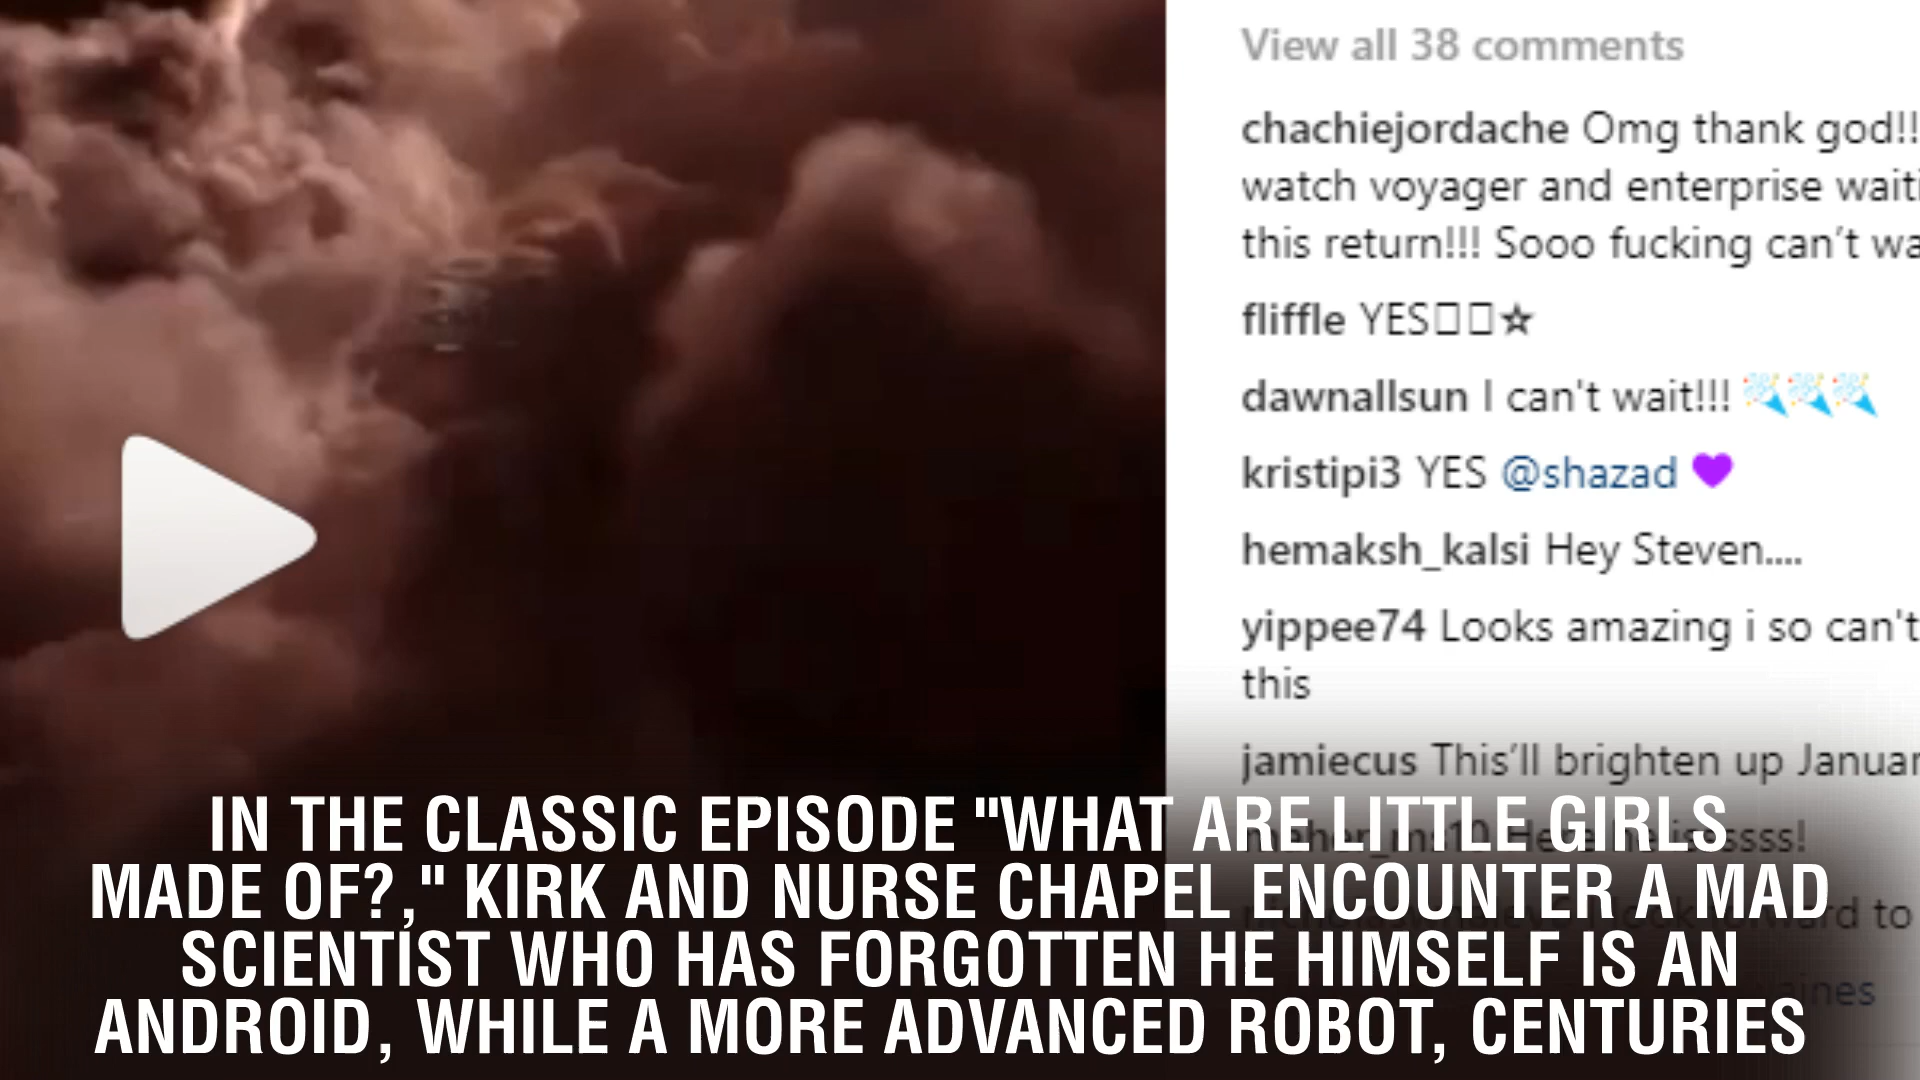 View all 38 comments
chachiejordache Omg thank god!!
watch voyager and enterprise waiti
this return!!! Sooo fucking can't wa
fliffle YES☆
dawnallsun I can't wait!!! 🎉🎉🎉
kristipi3 YES @shazad 💜
hemaksh_kalsi Hey Steven....
yippee74 Looks amazing i so can't
this
jamiecus This'll brighten up Januar
IN THE CLASSIC EPISODE "WHAT ARE LITTLE GIRLS
MADE OF?," KIRK AND NURSE CHAPEL ENCOUNTER A MAD
SCIENTIST WHO HAS FORGOTTEN HE HIMSELF IS AN
ANDROID, WHILE A MORE ADVANCED ROBOT, CENTURIES